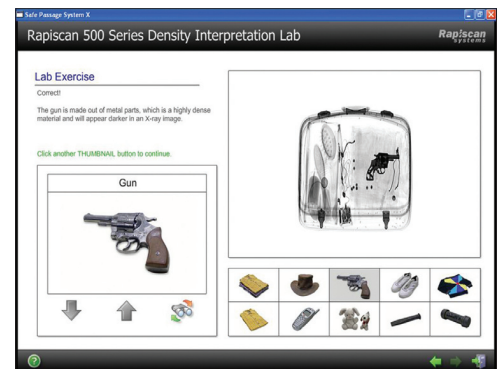 Safe Passage System X
Rapiscan 500 Series Density Interpretation Lab
Rapiscan
systems
Lab Exercise
Correct!
The gun is made out of metal parts, which is a highly dense
material and will appear darker in an X-ray image.
Click another THUMBNAIL button to continue.
Gun